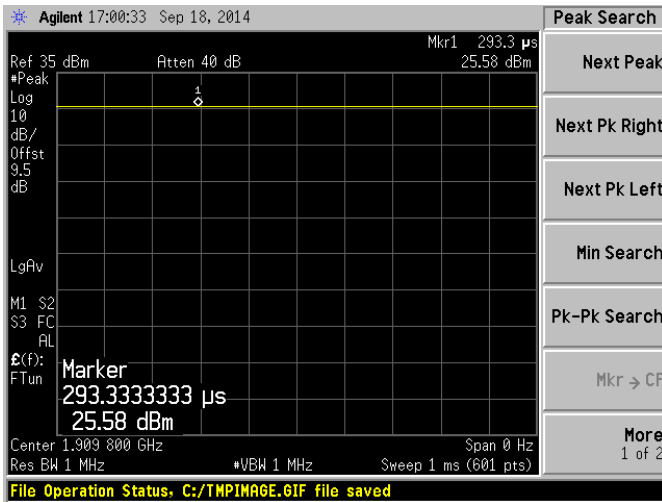 Agilent 17:00:33 Sep 18, 2014
Peak Search
Mkr1 293.3 µs
Ref 35 dBm Atten 40 dB 25.58 dBm
#Peak
Log
10
dB/
Offst
9.5
dB
1
LgAv
M1 S2
S3 FC
AL
£(f):
FTun
Marker
293.3333333 µs
25.58 dBm
Center 1.909 800 GHz Span 0 Hz
Res BW 1 MHz #VBW 1 MHz Sweep 1 ms (601 pts)
File Operation Status, C:/TMPIMAGE.GIF file saved
Next Peak
Next Pk Right
Next Pk Left
Min Search
Pk-Pk Search
Mkr → CF
More
1 of 2